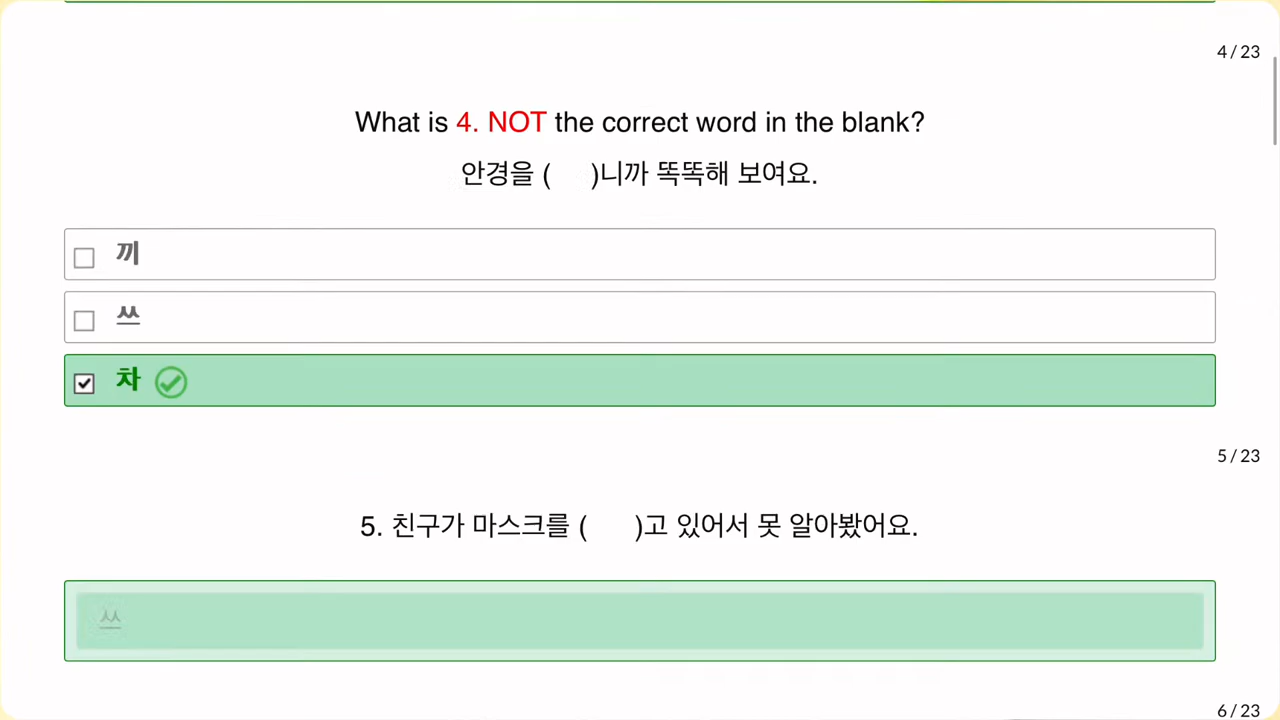 4 / 23
What is 4. NOT the correct word in the blank?
안경을 ( )니까 똑똑해 보여요.
끼
쓰
차
5 / 23
5. 친구가 마스크를 ( )고 있어서 못 알아봤어요.
쓰
6 / 23